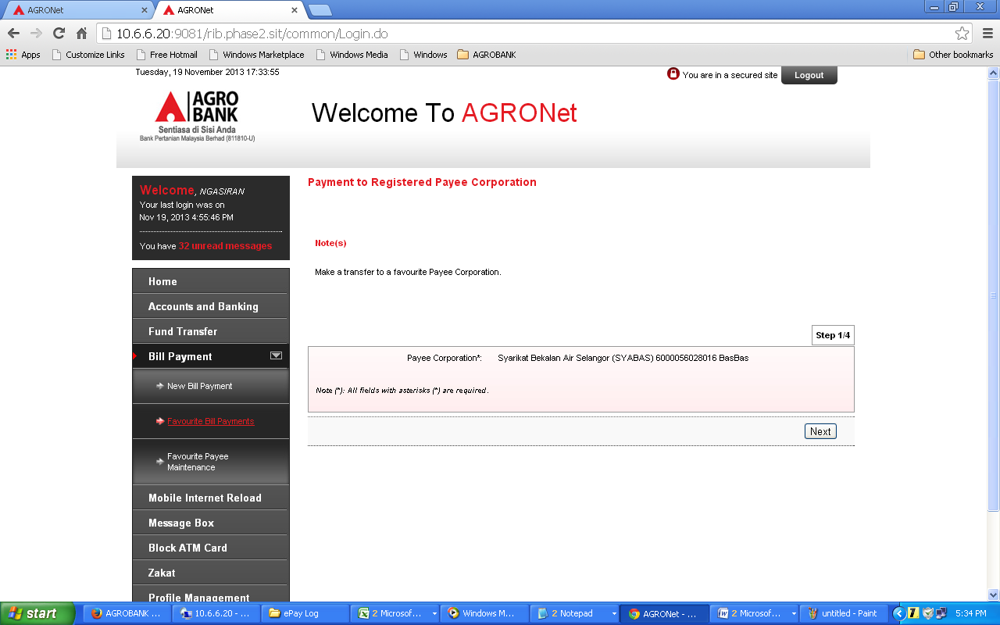 AGRONet
AGRONet
10.6.6.20:9081/rib.phase2.sit/common/Login.do
Apps Customize Links Free Hotmail Windows Marketplace Windows Media Windows AGROBANK Other bookmarks
Tuesday, 19 November 2013 17:33:55
You are in a secured site Logout
AGRO
BANK
Sentiasa di Sisi Anda
Bank Pertanian Malaysia Berhad (811810-U)
Welcome To AGRONet
Welcome, NGASIRAN
Your last login was on
Nov 19, 2013 4:55:46 PM
You have 32 unread messages
Home
Accounts and Banking
Fund Transfer
Bill Payment
New Bill Payment
Favourite Bill Payments
Favourite Payee
Maintenance
Mobile Internet Reload
Message Box
Block ATM Card
Zakat
Profile Management
Payment to Registered Payee Corporation
Note(s)
Make a transfer to a favourite Payee Corporation.
Step 1/4
Payee Corporation*: Syarikat Bekalan Air Selangor (SYABAS) 6000056028016 BasBas
Note (*): All fields with asterisks (*) are required.
Next
start AGROBANK ... 10.6.6.20 - ... ePay Log 2 Microsof... Windows M... 2 Notepad AGRONet - ... 2 Microsof... untitled - Paint 7 5:34 PM